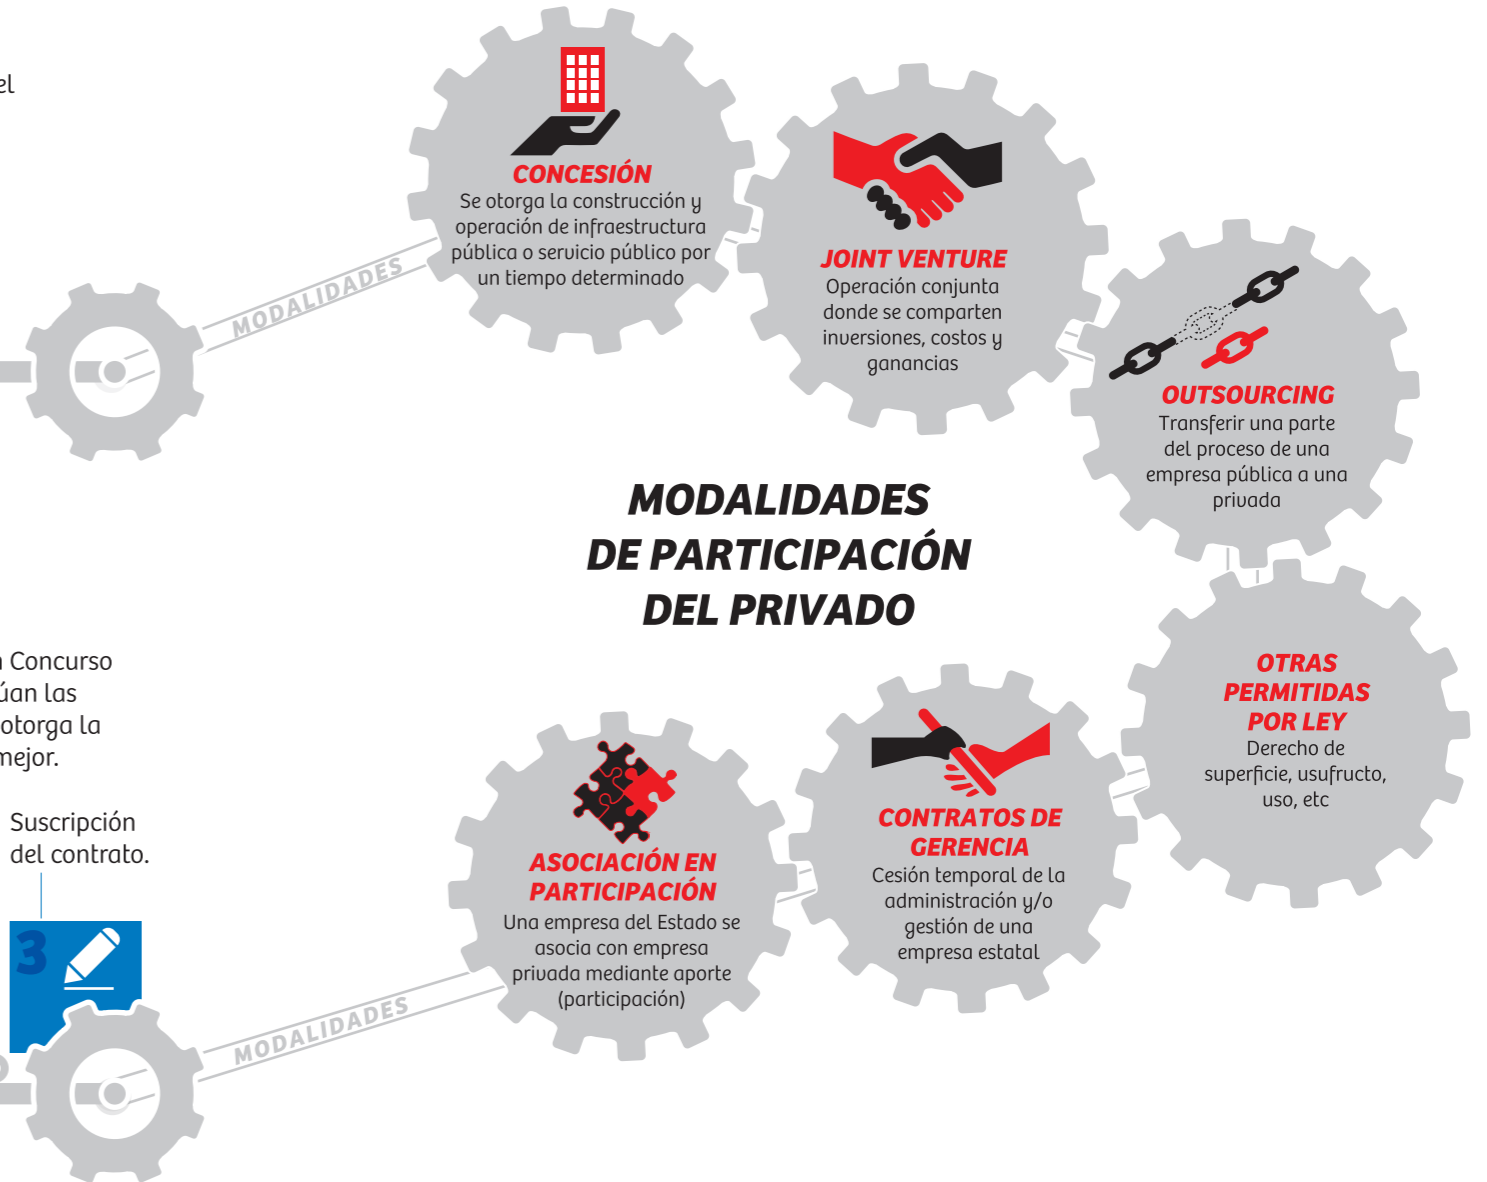 el
CONCESIÓN
Se otorga la construcción y
operación de infraestructura
pública o servicio público por
un tiempo determinado
MODALIDADES
JOINT VENTURE
Operación conjunta
donde se comparten
inversiones, costos y
ganancias
OUTSOURCING
Transferir una parte
del proceso de una
empresa pública a una
privada
MODALIDADES
DE PARTICIPACIÓN
DEL PRIVADO
OTRAS
PERMITIDAS
POR LEY
Derecho de
superficie, usufructo,
uso, etc
CONTRATOS DE
GERENCIA
Cesión temporal de la
administración y/o
gestión de una
empresa estatal
ASOCIACIÓN EN
PARTICIPACIÓN
Una empresa del Estado se
asocia con empresa
privada mediante aporte
(participación)
MODALIDADES
Concurso
úan las
otorga la
mejor.
Suscripción
del contrato.
3